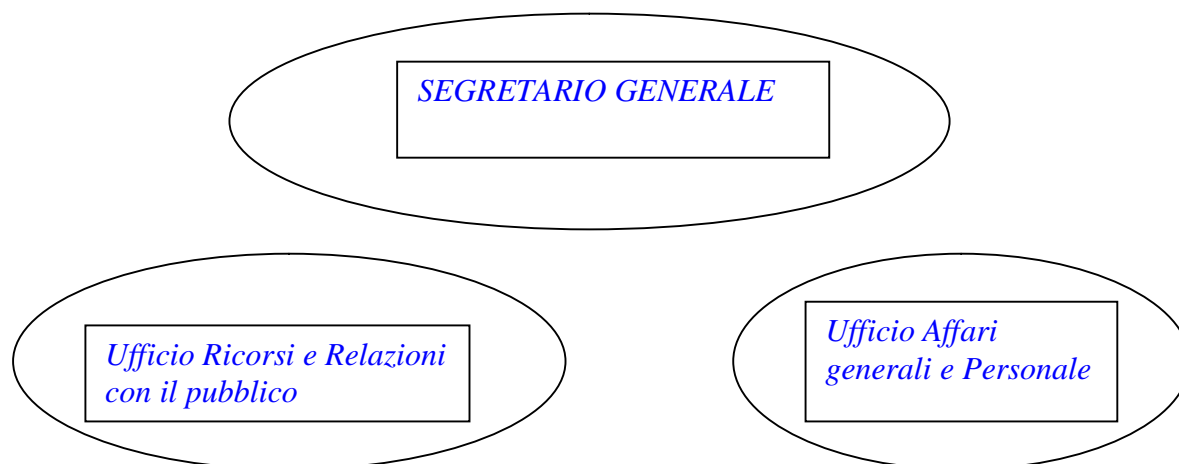 SEGRETARIO GENERALE
Ufficio Ricorsi e Relazioni
con il pubblico
Ufficio Affari
generali e Personale